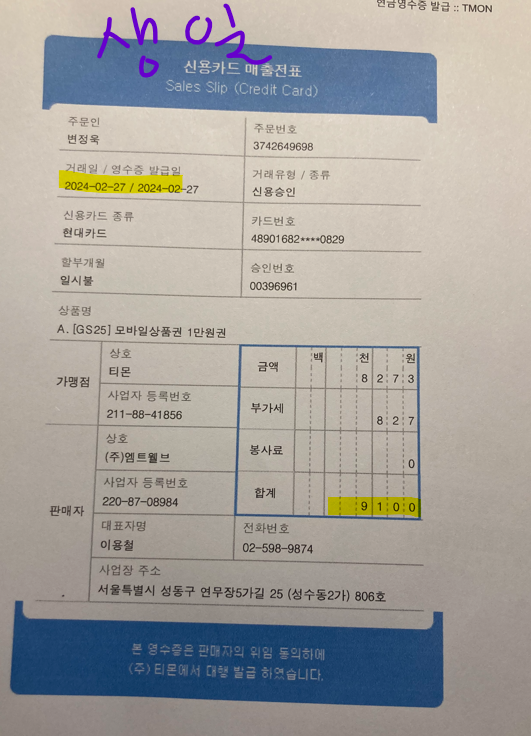 현금영수증 발급 :: TMON
생일
신용카드 매출전표
Sales Slip (Credit Card)
주문인
변정욱
주문번호
3742649698
거래일 / 영수증 발급일
2024-02-27 / 2024-02-27
거래유형 / 종류
신용승인
신용카드 종류
현대카드
카드번호
48901682****0829
할부개월
일시불
승인번호
00396961
상품명
A. [GS25] 모바일상품권 1만원권
가맹점
상호
티몬
사업자 등록번호
211-88-41856
금액
백 천 원
8 2 7 3
부가세
8 2 7
봉사료
0
합계
9 1 0 0
판매자
상호
(주)엠트웰브
사업자 등록번호
220-87-08984
대표자명
이용철
전화번호
02-598-9874
사업장 주소
서울특별시 성동구 연무장5가길 25 (성수동2가) 806호
본 영수증은 판매자의 위임 동의하에
(주) 티몬에서 대행 발급 하였습니다.